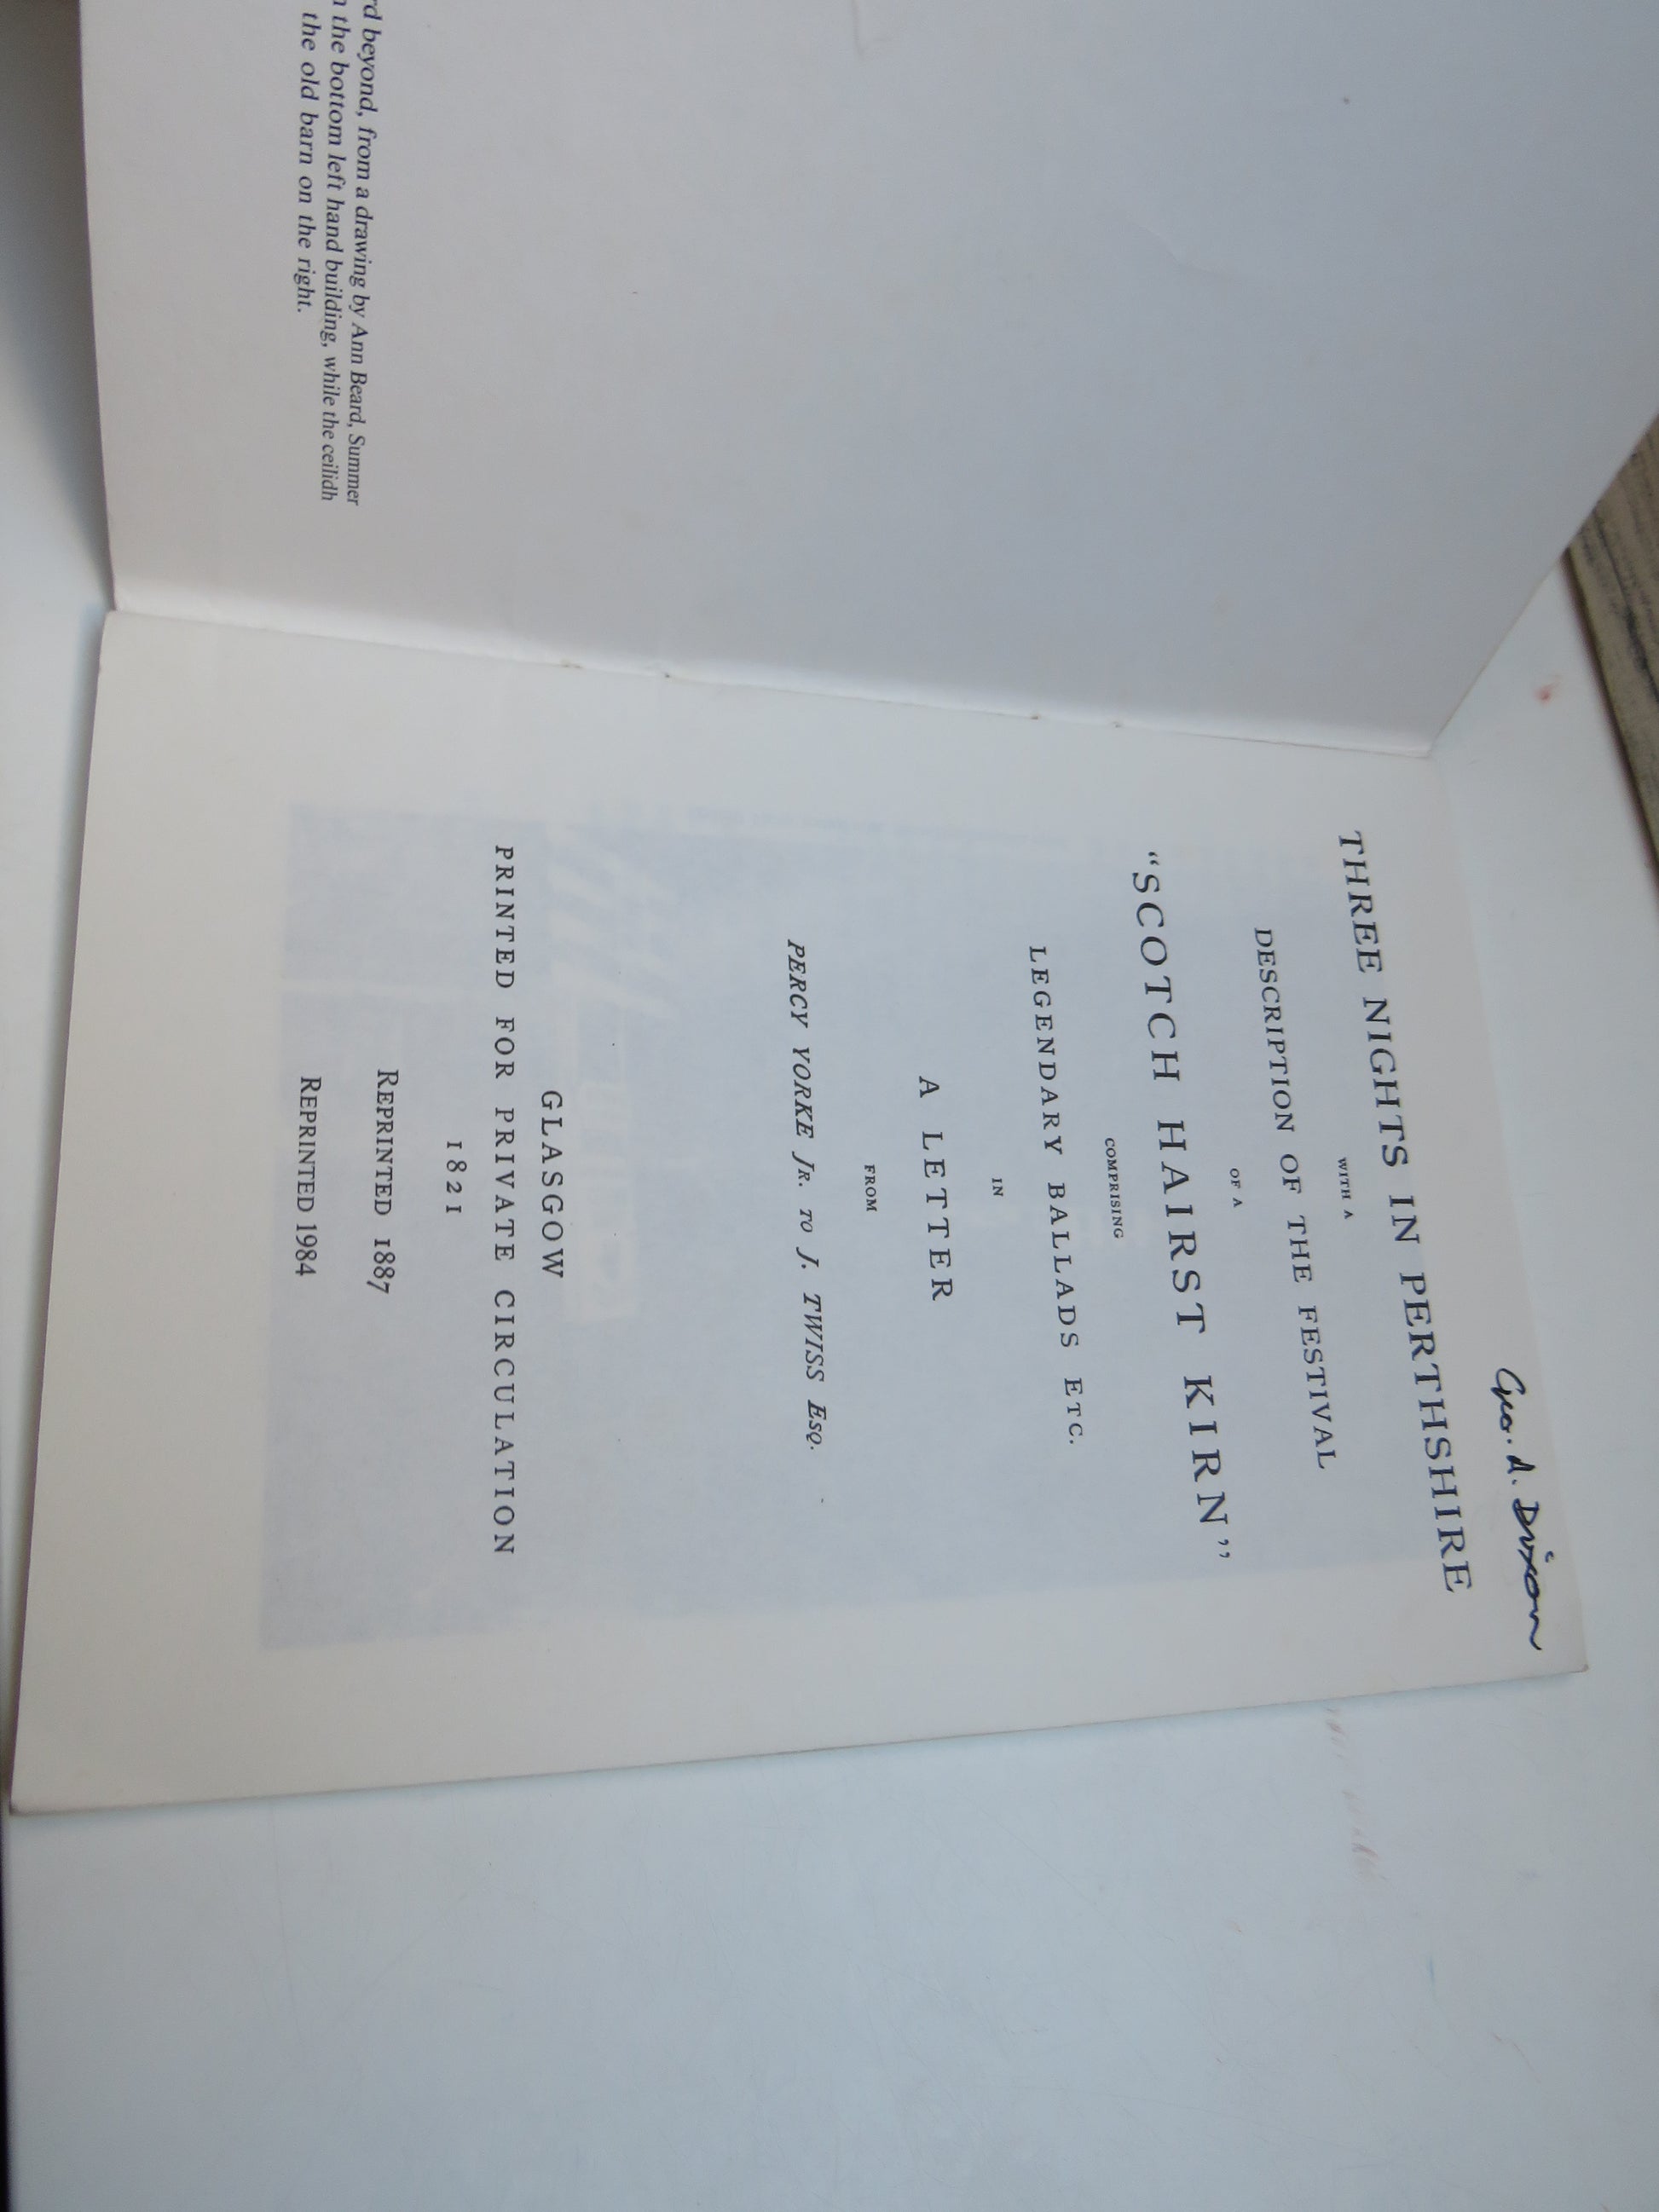 rd beyond, from a drawing by Ann Beard, Summer
the bottom left hand building, while the ceilidh
the old barn on the right.
Geo. A. Dixon
THREE NIGHTS IN PERTHSHIRE
WITH A
DESCRIPTION OF THE FESTIVAL
OF A
“SCOTCH HAIRST KIRN”
COMPRISING
LEGENDARY BALLADS ETC.
IN
A LETTER
FROM
PERCY YORKE JR. TO J. TWISS ESQ.
GLASGOW
PRINTED FOR PRIVATE CIRCULATION
1821
REPRINTED 1887
REPRINTED 1984